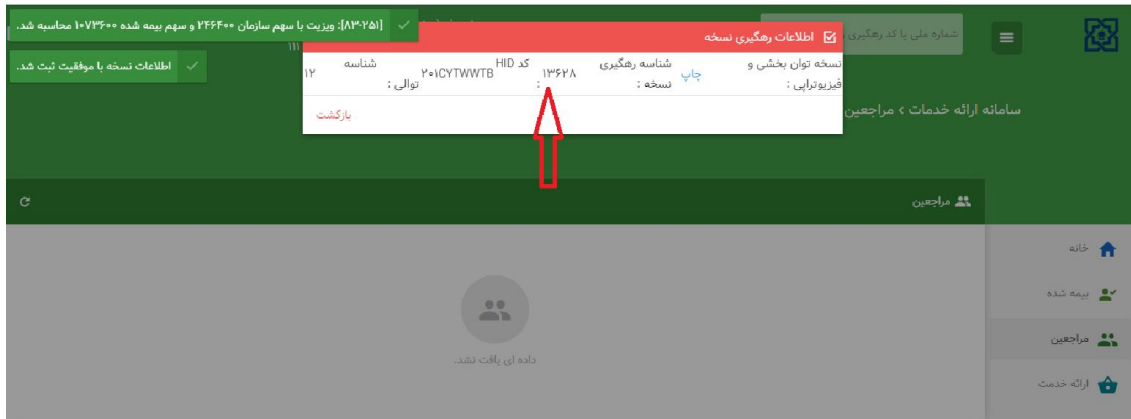 [۸۳-۲۵۱]: ویزیت با سهم سازمان ۲۴۶۴۰۰ و سهم بیمه شده ۱۰۷۳۶۰۰ محاسبه شد.
اطلاعات نسخه با موفقیت ثبت شد.
شماره ملی یا کد رهگیری
اطلاعات رهگیری نسخه
نسخه توان بخشی و فیزیوتراپی :
چاپ
شناسه رهگیری نسخه :
۱۳۶۲۸
کد HID :
۲۰۱CYTWWTB
شناسه توالی :
۱۲
بازگشت
سامانه ارائه خدمات > مراجعین
مراجعین
خانه
بیمه شده
مراجعین
ارائه خدمت
داده ای یافت نشد.